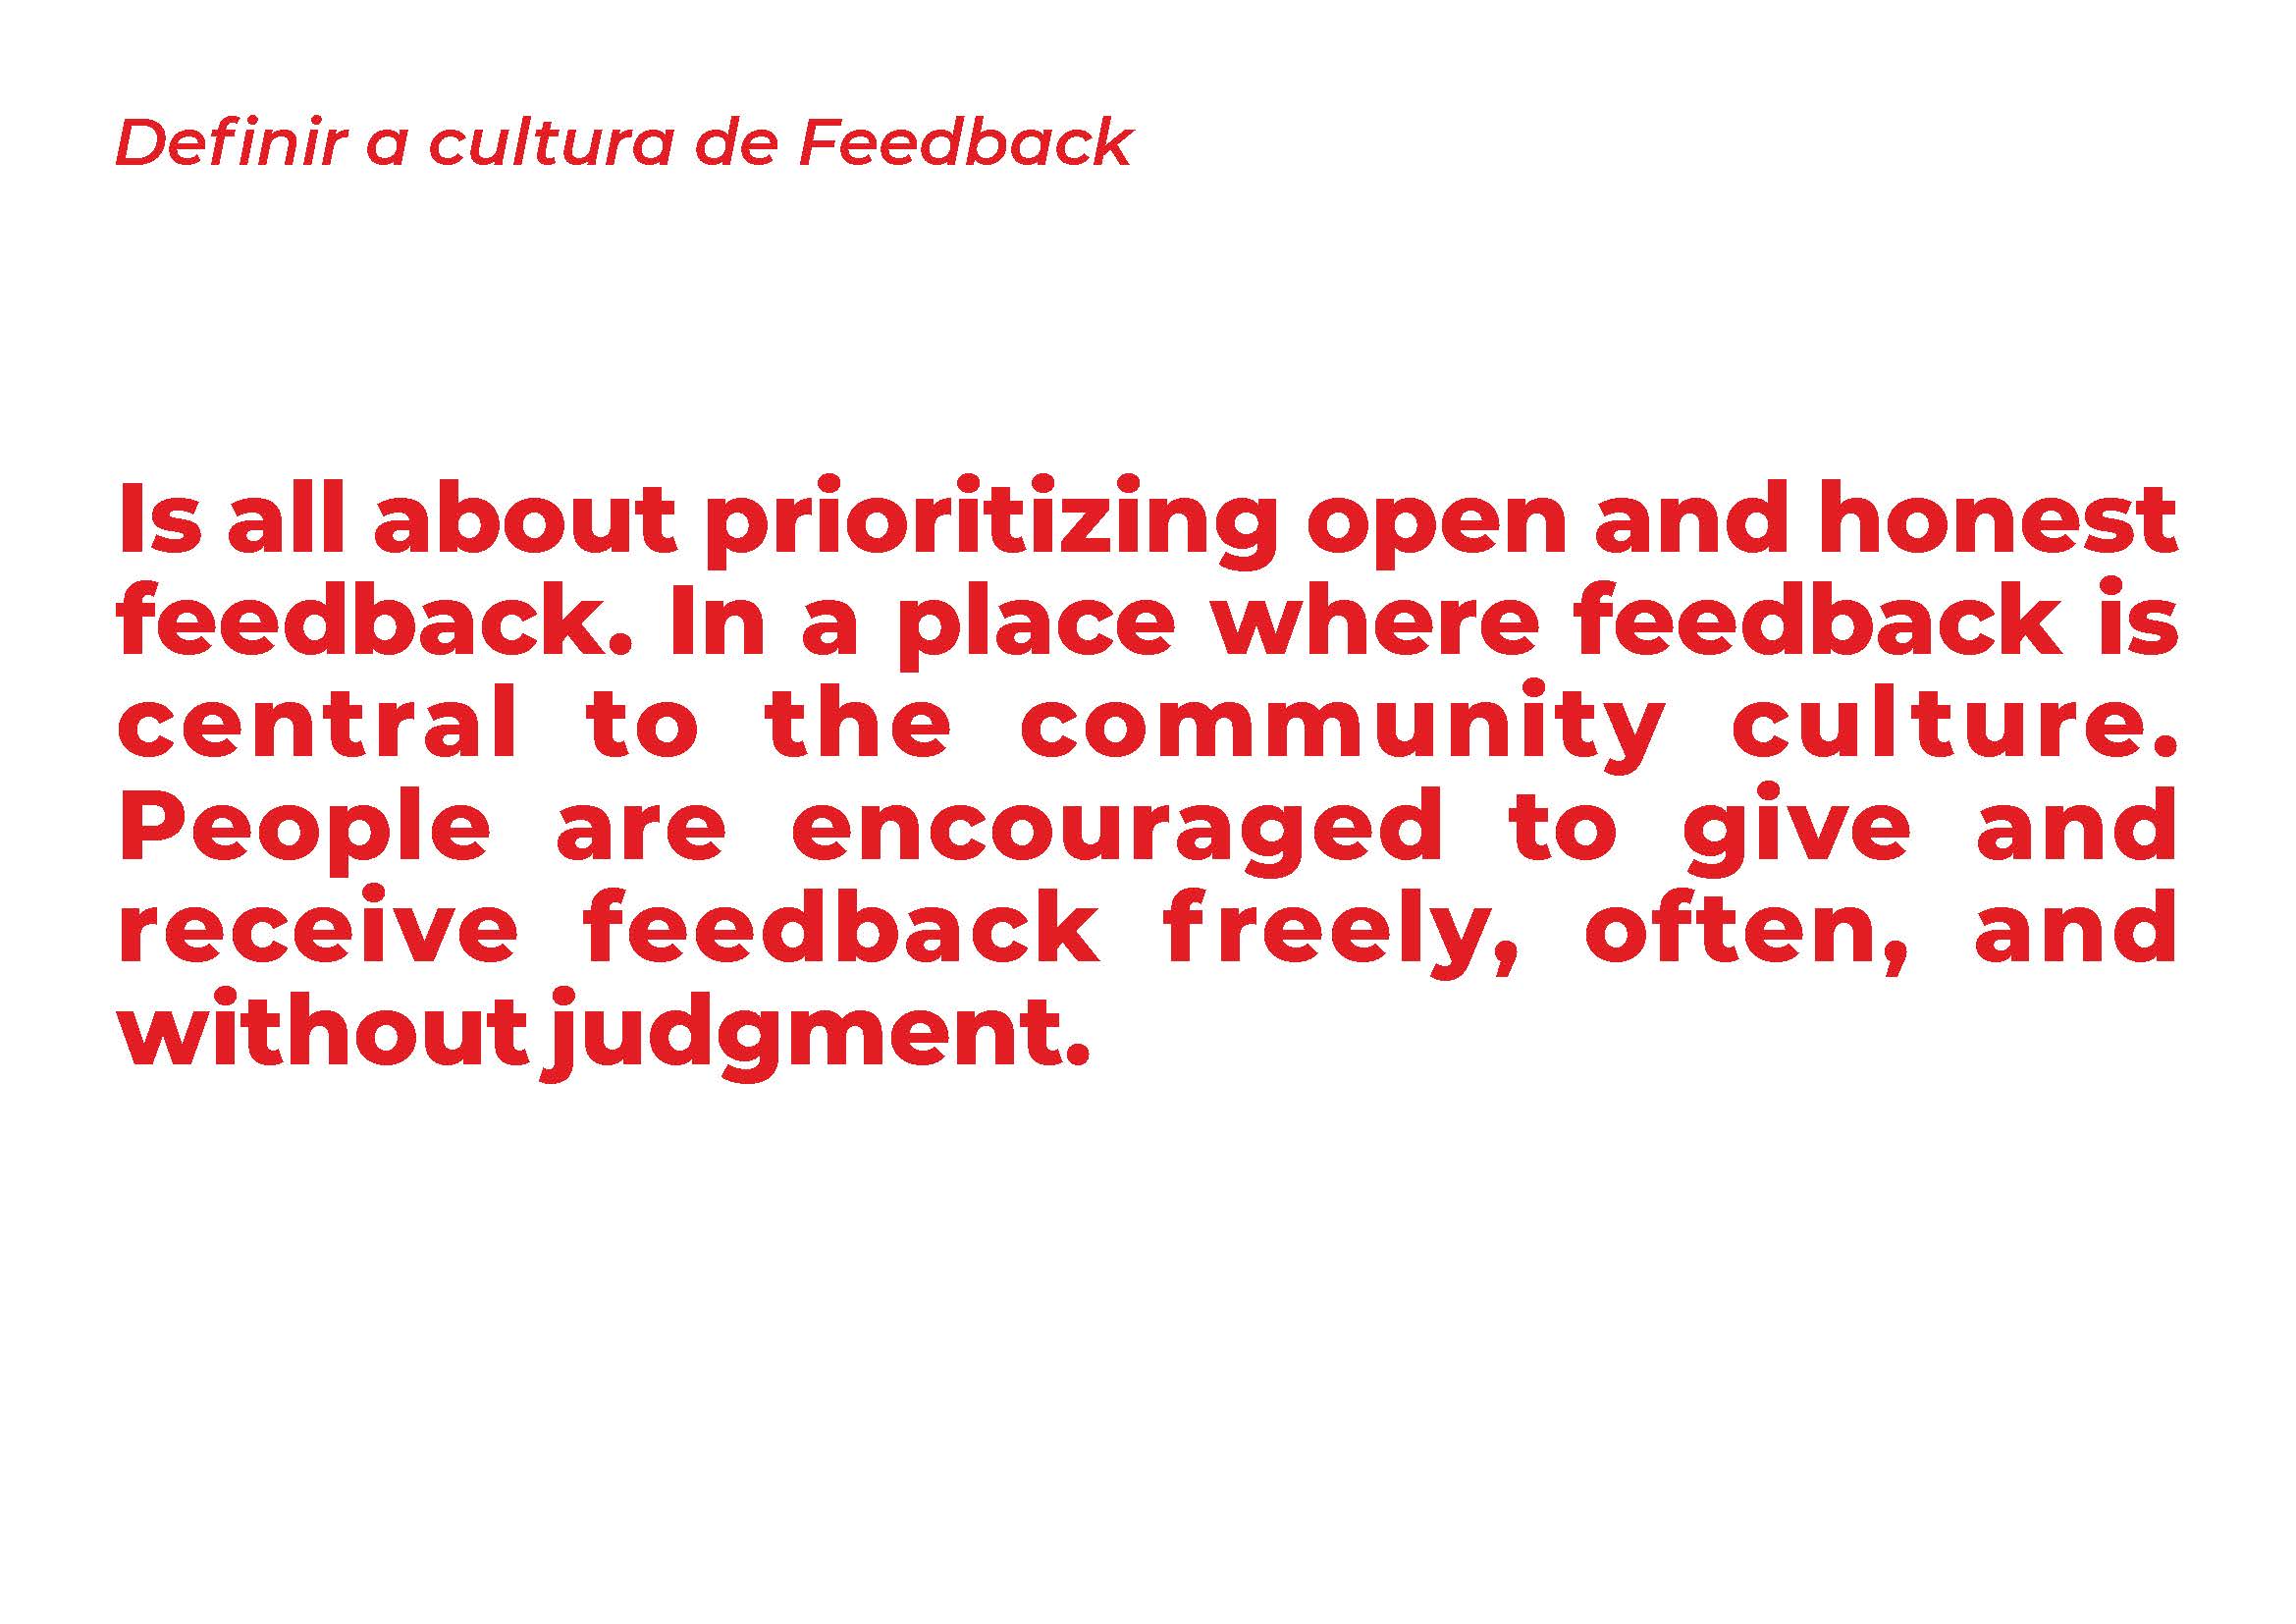 Definir a cultura de Feedback
Is all about prioritizing open and honest
feedback. In a place where feedback is
central to the community culture.
People are encouraged to give and
receive feedback freely, often, and
without judgment.